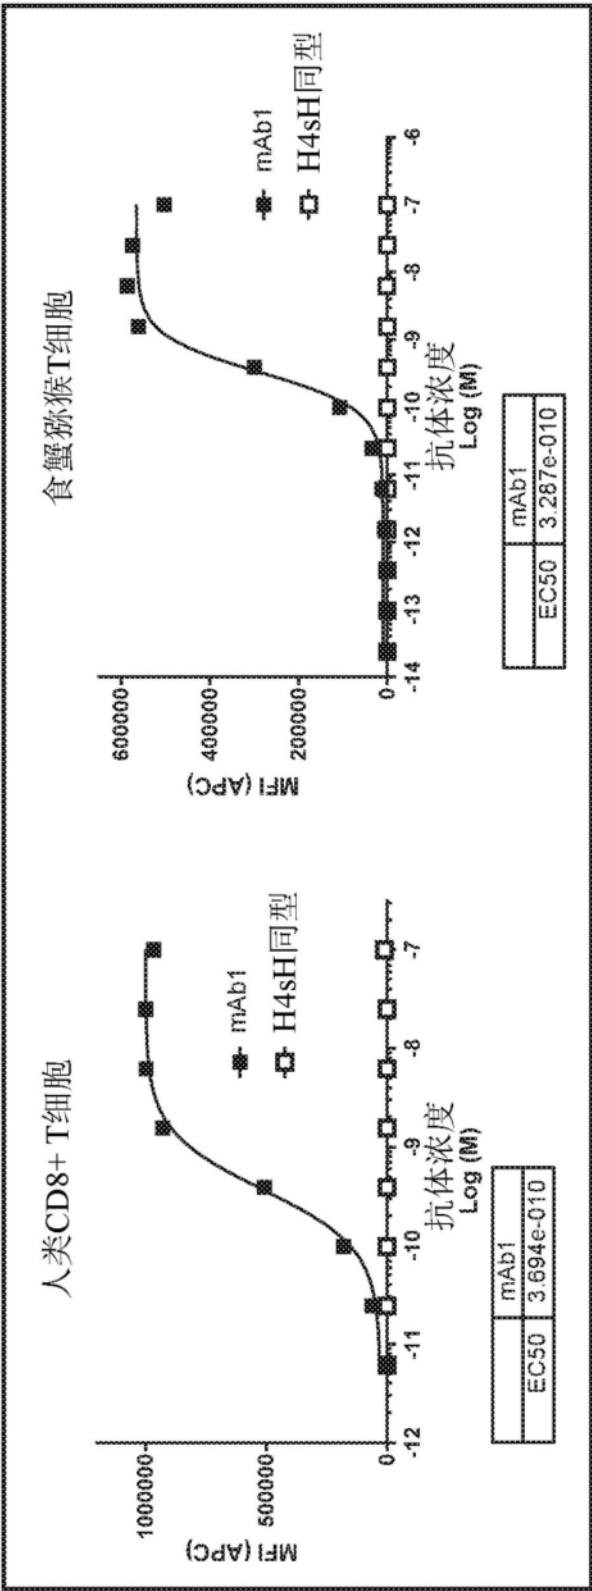 人类CD8+ T细胞
MFI (APC)
1000000
500000
0
-12
-11
-10
-9
-8
-7
抗体浓度
Log (M)
mAb1
H4sH同型
mAb1
EC50
3.694e-010
食蟹猕猴T细胞
MFI (APC)
600000
400000
200000
0
-14
-13
-12
-11
-10
-9
-8
-7
-6
抗体浓度
Log (M)
mAb1
H4sH同型
mAb1
EC50
3.287e-010